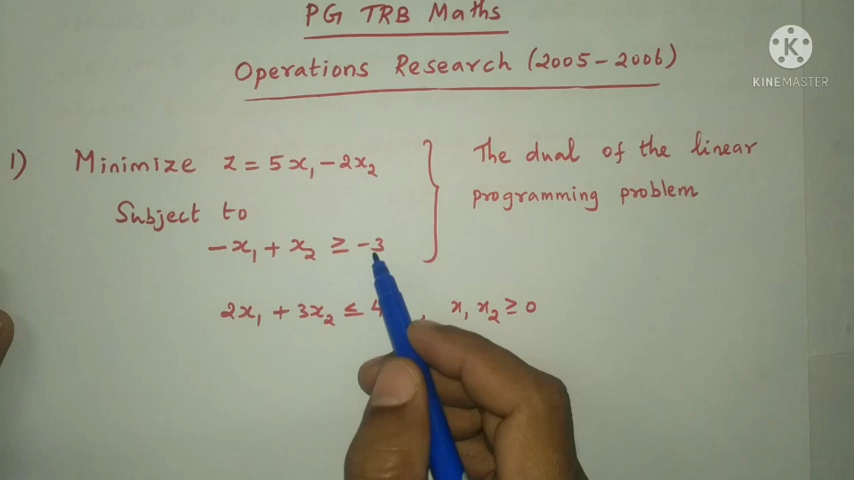 PG TRB Maths
Operations Research (2005-2006)
KINEMASTER
1) Minimize z = 5x₁ - 2x₂
Subject to
-x₁ + x₂ ≥ -3
2x₁ + 3x₂ ≤ 4, x, x₂ ≥ 0
The dual of the linear
programming problem